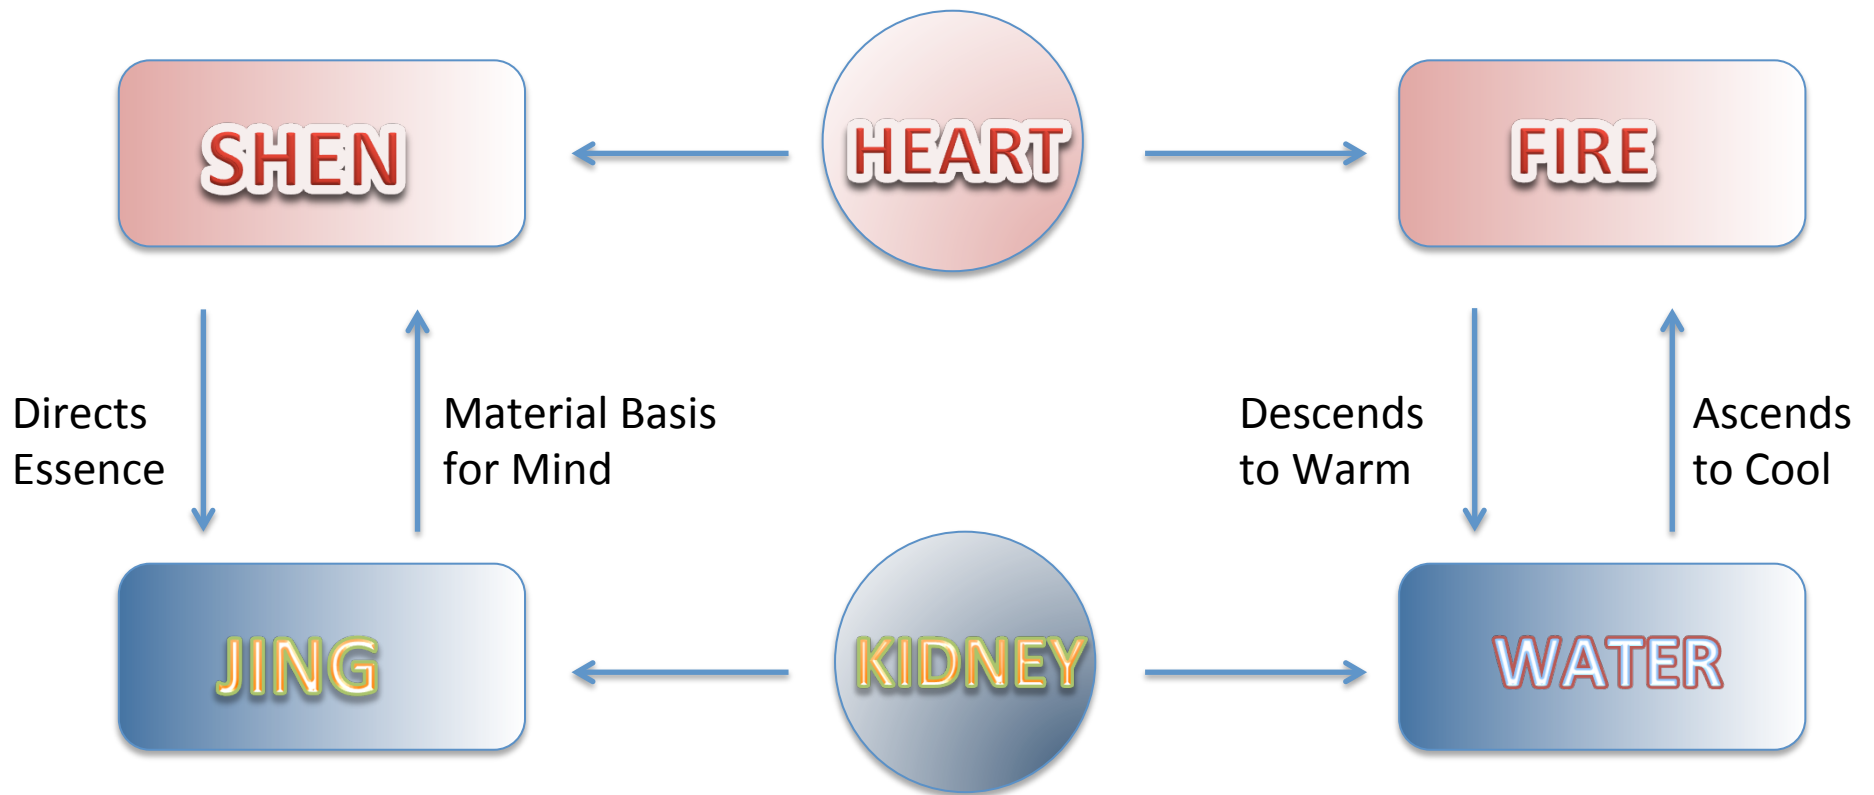 SHEN
HEART
FIRE
Directs
Essence
Material Basis
for Mind
Descends
to Warm
Ascends
to Cool
JING
KIDNEY
WATER